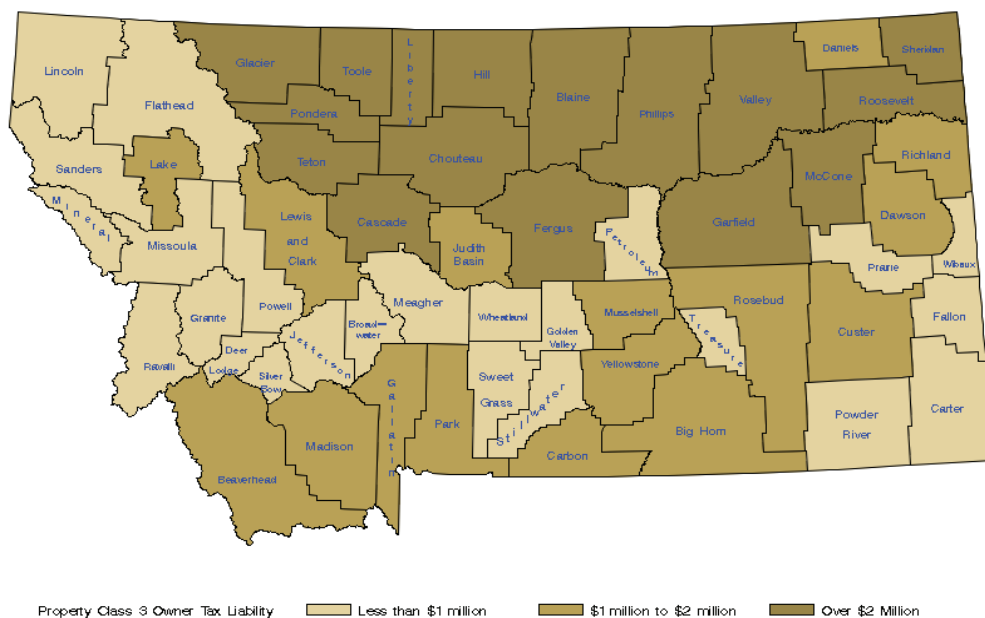 Lincoln
Flathead
Glacier
Toole
Liberty
Hill
Blaine
Phillips
Valley
Daniels
Sheridan
Roosevelt
Pondera
Teton
Chouteau
Sanders
Lake
Mineral
Missoula
Lewis
and
Clark
Cascade
Judith
Basin
Fergus
Petroleum
Garfield
McCone
Richland
Dawson
Prairie
Wibaux
Powell
Granite
Ravalli
Deer
Lodge
Silver
Bow
Jefferson
Broad–
water
Meagher
Wheatland
Golden
Valley
Musselshell
Rosebud
Treasure
Custer
Fallon
Yellowstone
Sweet
Grass
Stillwater
Park
Gallatin
Madison
Beaverhead
Carbon
Big Horn
Powder
River
Carter
Property Class 3 Owner Tax Liability Less than $1 million $1 million to $2 million Over $2 Million